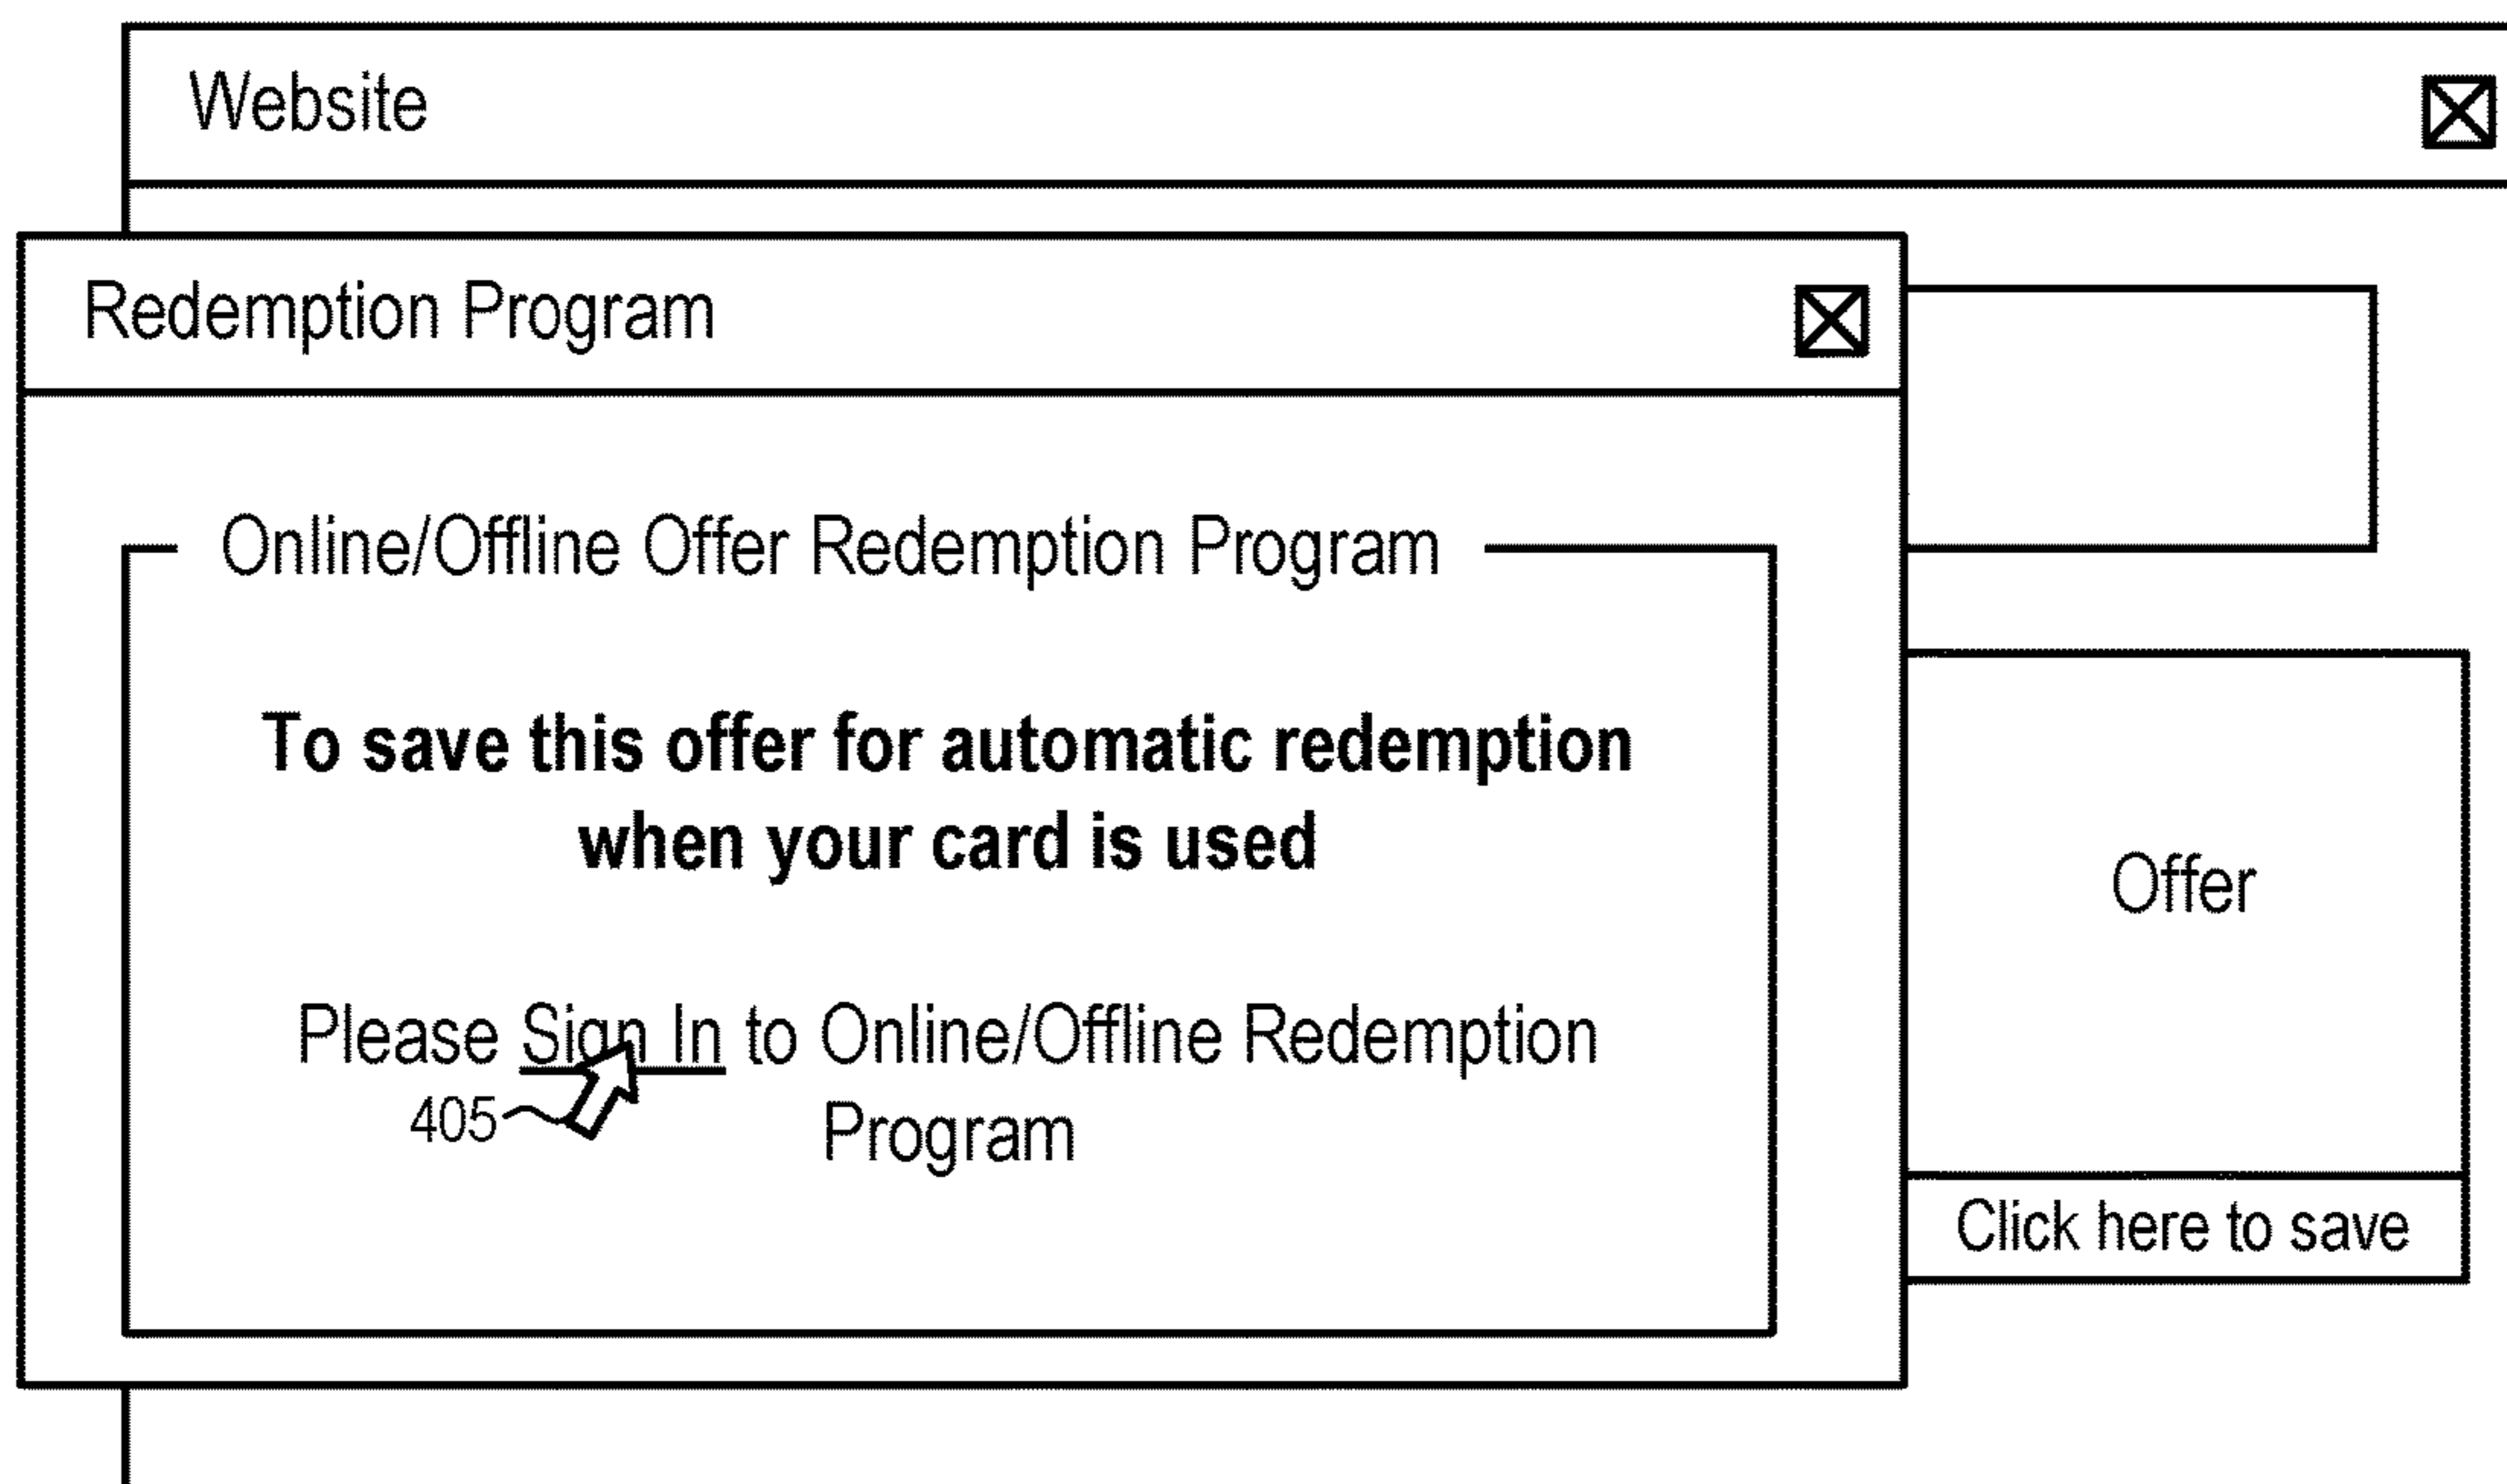 Website
Redemption Program
Online/Offline Offer Redemption Program
To save this offer for automatic redemption
when your card is used
Please Sign In to Online/Offline Redemption
405
Program
Offer
Click here to save